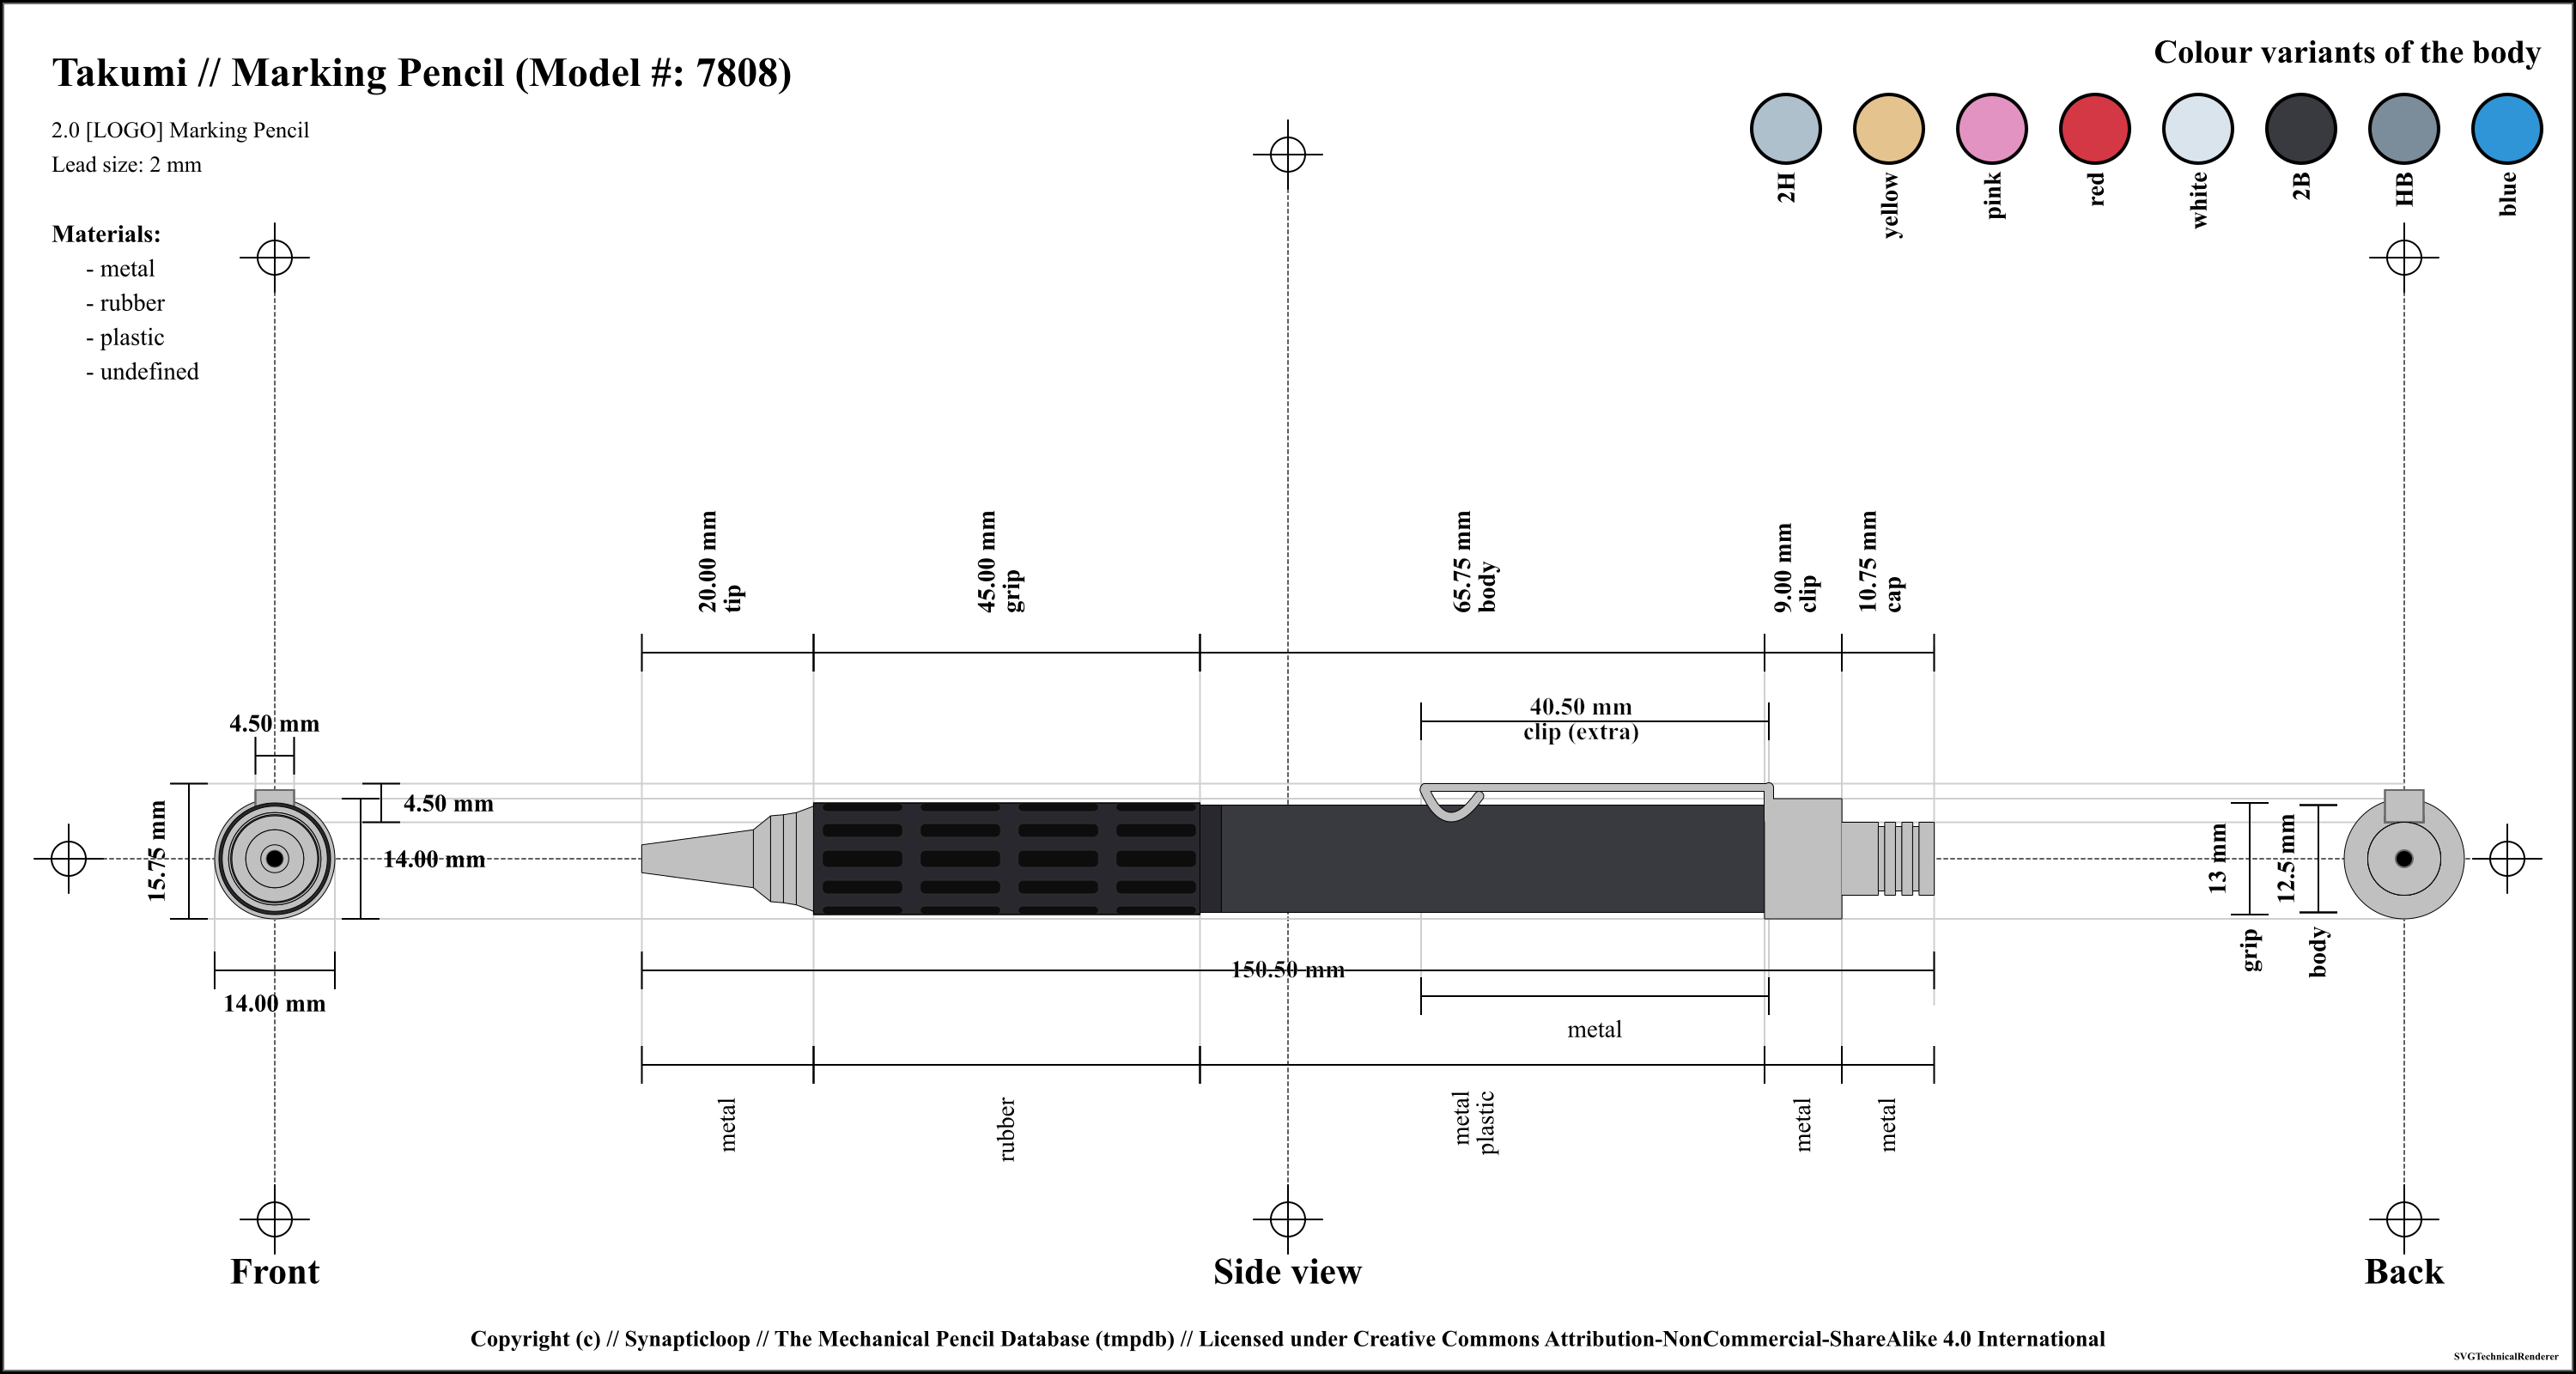 Takumi // Marking Pencil (Model #: 7808)
2.0 [LOGO] Marking Pencil
Lead size: 2 mm
Materials:
- metal
- rubber
- plastic
- undefined
Colour variants of the body
2H
yellow
pink
red
white
2B
HB
blue
20.00 mm
tip
45.00 mm
grip
65.75 mm
body
9.00 mm
clip
10.75 mm
cap
40.50 mm
clip (extra)
4.50 mm
15.75 mm
4.50 mm
14.00 mm
14.00 mm
13 mm
grip
12.5 mm
body
150.50 mm
metal
metal
rubber
metal
plastic
metal
metal
Front
Side view
Back
Copyright (c) // Synapticloop // The Mechanical Pencil Database (tmpdb) // Licensed under Creative Commons Attribution-NonCommercial-ShareAlike 4.0 International
SVGTechnicalRenderer